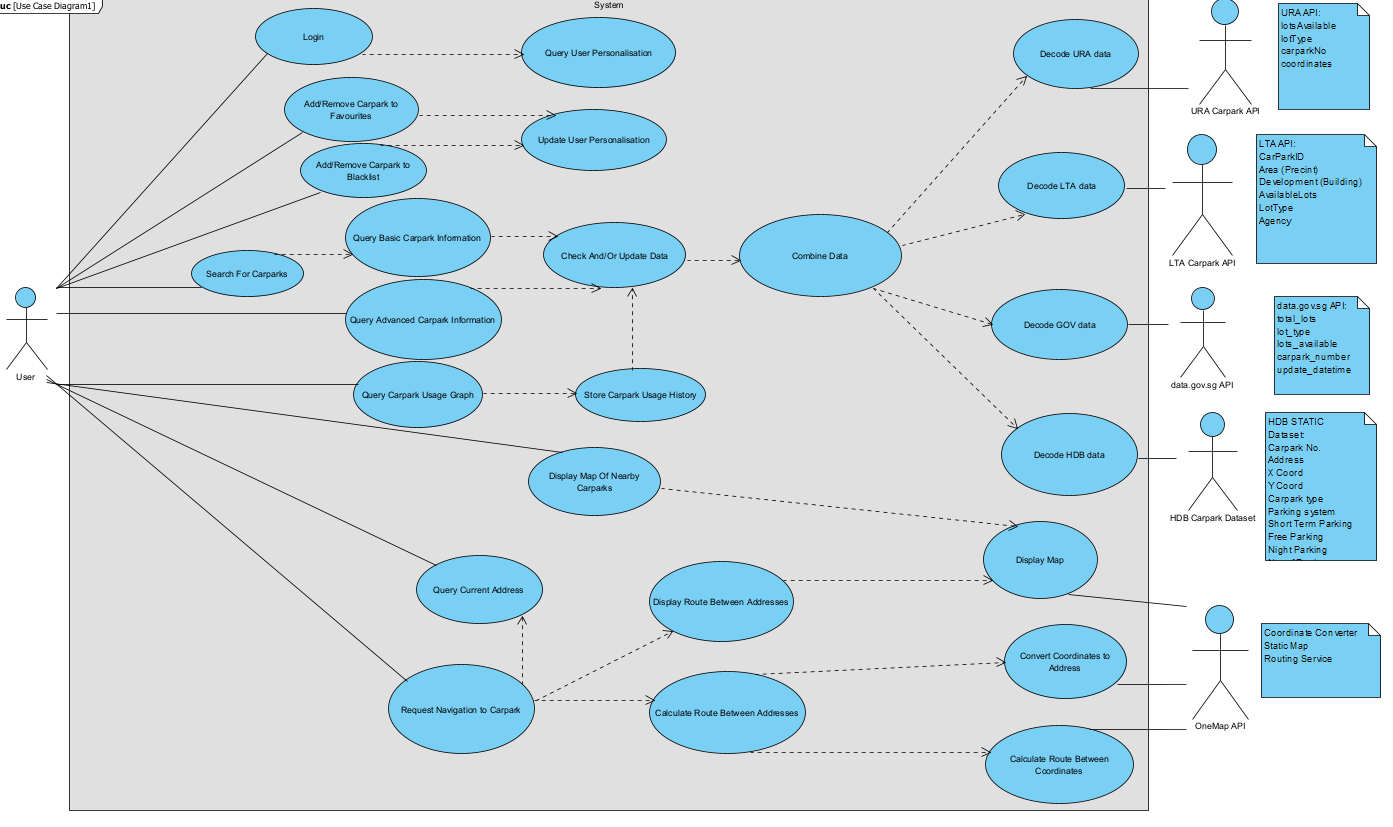 uc [Use Case Diagram1]
System
Login
Query User Personalisation
Add/Remove Carpark to
Favourites
Update User Personalisation
Add/Remove Carpark to
Blacklist
Query Basic Carpark Information
Search For Carparks
Check And/Or Update Data
Combine Data
Query Advanced Carpark Information
Query Carpark Usage Graph
Store Carpark Usage History
Display Map Of Nearby
Carparks
Query Current Address
Display Route Between Addresses
Request Navigation to Carpark
Calculate Route Between Addresses
Decode URA data
Decode LTA data
Decode GOV data
Decode HDB data
Display Map
Convert Coordinates to
Address
Calculate Route Between
Coordinates
User
URA Carpark API
LTA Carpark API
data.gov.sg API
HDB Carpark Dataset
OneMap API
URA API:
lotsAvailable
lotType
carparkNo
coordinates
LTA API:
CarParkID
Area (Precint)
Development (Building)
AvailableLots
LotType
Agency
data.gov.sg API:
total_lots
lot_type
lots_available
carpark_number
update_datetime
HDB STATIC
Dataset:
Carpark No.
Address
X Coord
Y Coord
Carpark type
Parking system
Short Term Parking
Free Parking
Night Parking
Coordinate Converter
Static Map
Routing Service